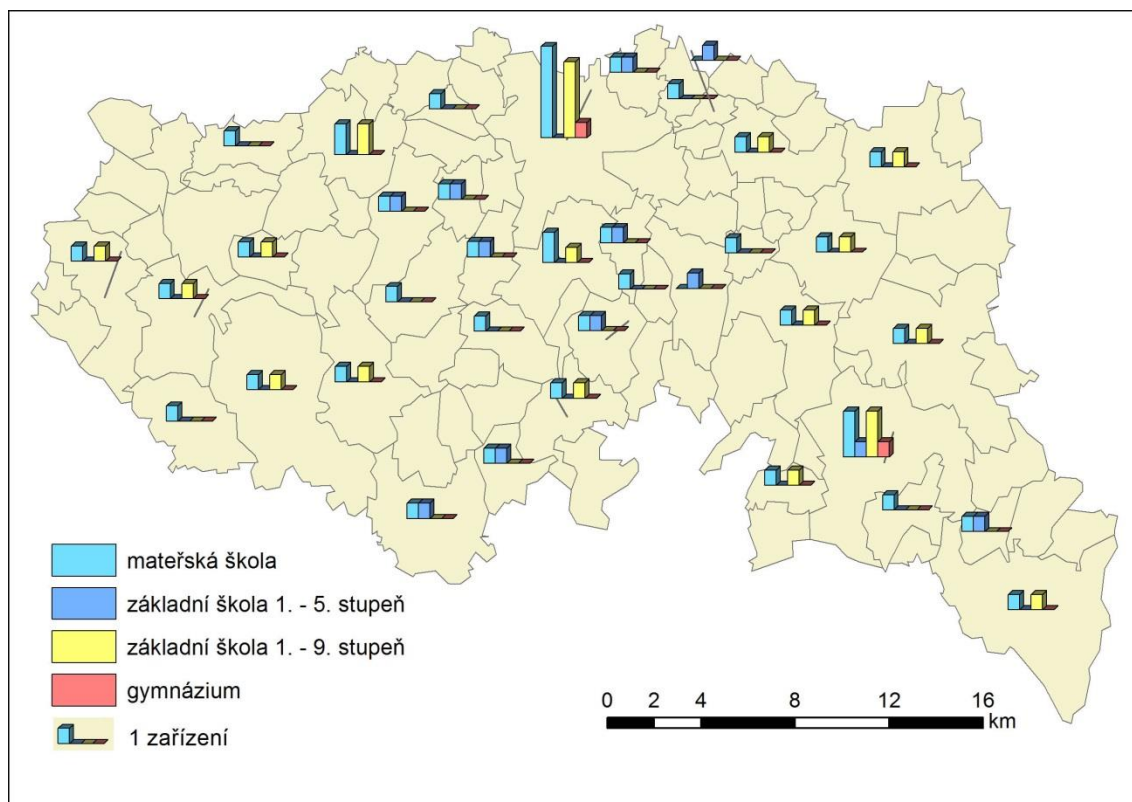 mateřská škola
základní škola 1. - 5. stupeň
základní škola 1. - 9. stupeň
gymnázium
1 zařízení
0 2 4 8 12 16
km